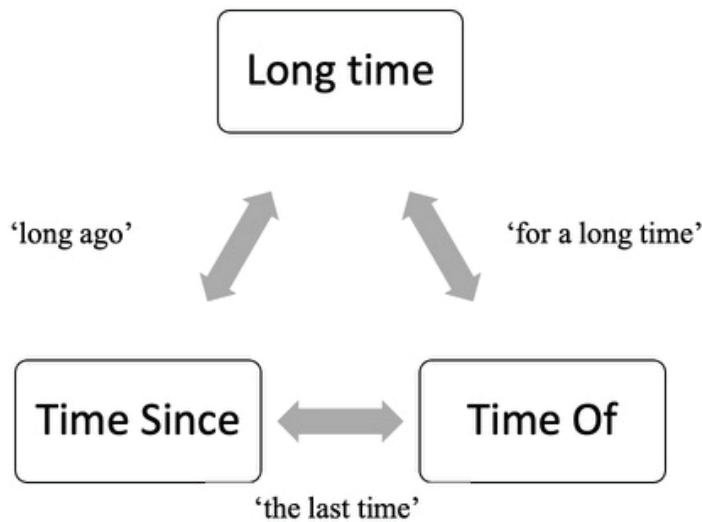 Long time
‘long ago’
‘for a long time’
Time Since
Time Of
‘the last time’